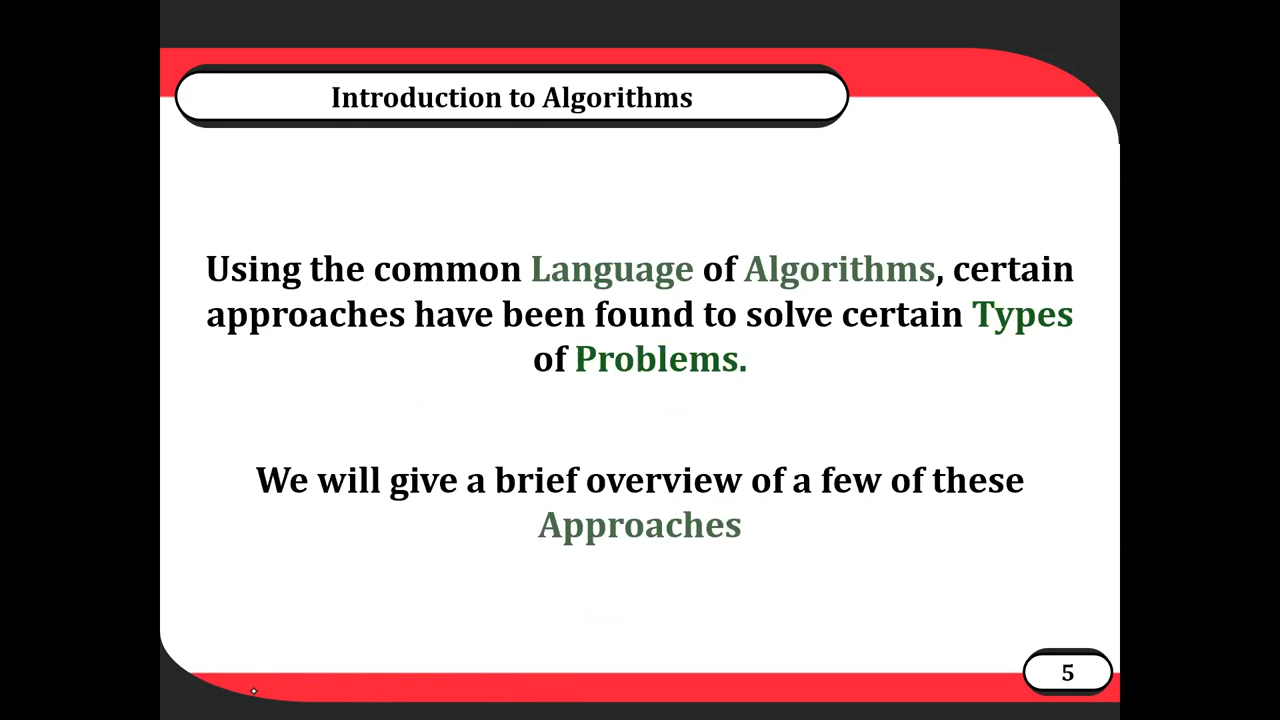 Introduction to Algorithms
Using the common Language of Algorithms, certain
approaches have been found to solve certain Types
of Problems.
We will give a brief overview of a few of these
Approaches
5